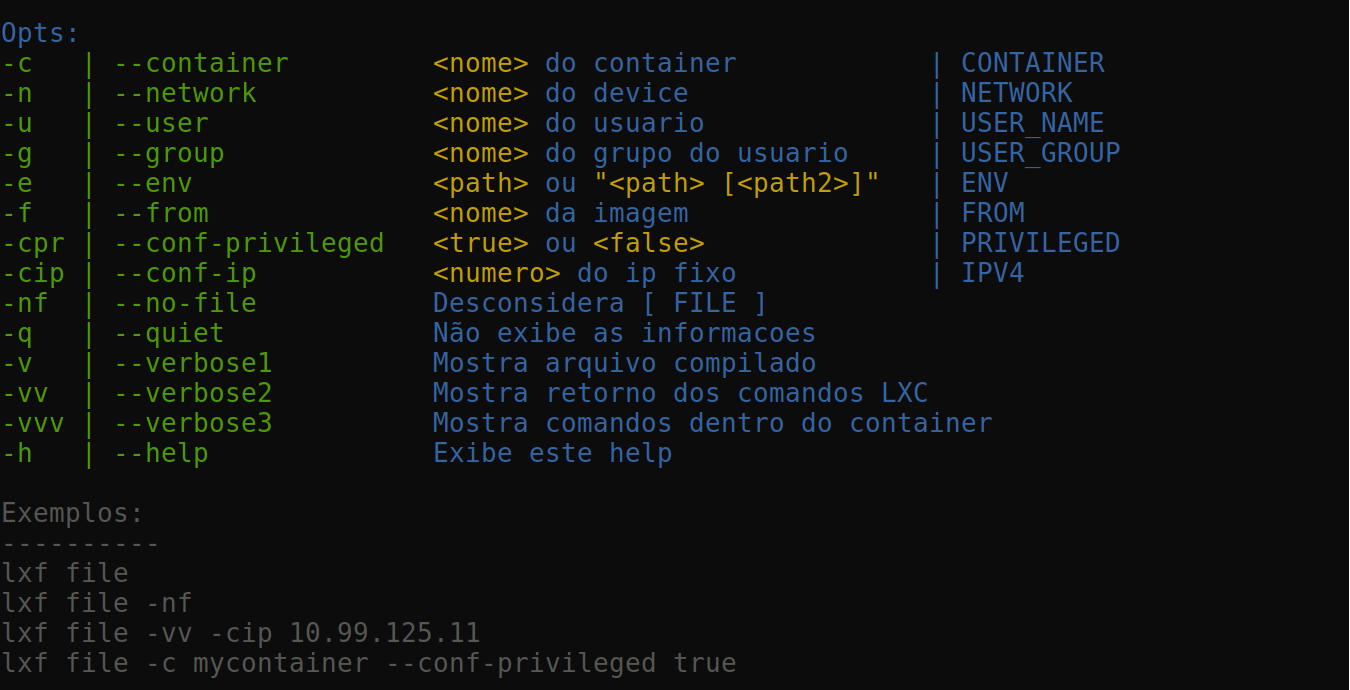 Opts:
-c   | --container         <nome> do container            | CONTAINER
-n   | --network           <nome> do device               | NETWORK
-u   | --user              <nome> do usuario              | USER_NAME
-g   | --group             <nome> do grupo do usuario     | USER_GROUP
-e   | --env               <path> ou "<path> [<path2>]"   | ENV
-f   | --from              <nome> da imagem               | FROM
-cpr | --conf-privileged   <true> ou <false>              | PRIVILEGED
-cip | --conf-ip           <numero> do ip fixo            | IPV4
-nf  | --no-file           Desconsidera [ FILE ]
-q   | --quiet             Não exibe as informacoes
-v   | --verbose1          Mostra arquivo compilado
-vv  | --verbose2          Mostra retorno dos comandos LXC
-vvv | --verbose3          Mostra comandos dentro do container
-h   | --help              Exibe este help
Exemplos:
----------
lxf file
lxf file -nf
lxf file -vv -cip 10.99.125.11
lxf file -c mycontainer --conf-privileged true